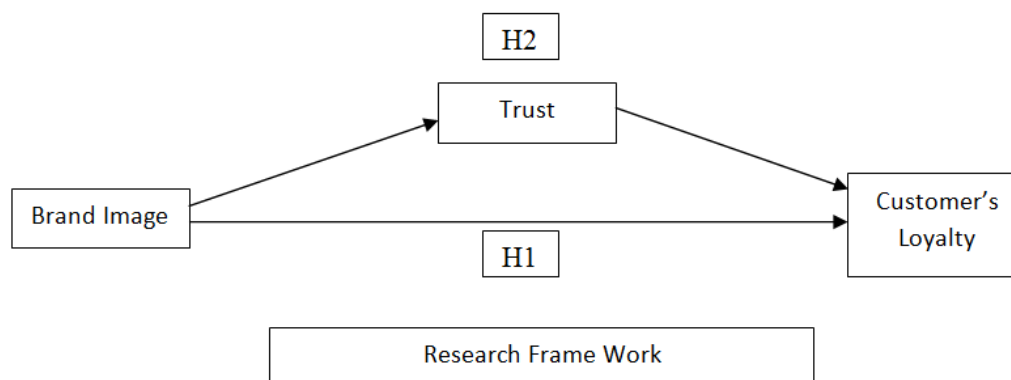 H2
Trust
Brand Image
Customer’s
Loyalty
H1
Research Frame Work